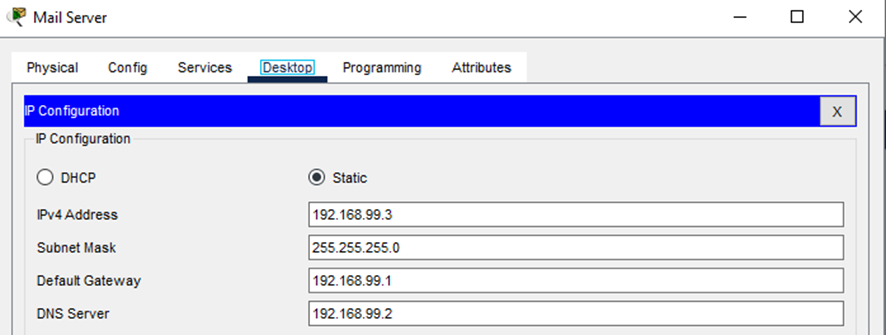 Mail Server
Physical Config Services Desktop Programming Attributes
IP Configuration X
IP Configuration
DHCP Static
IPv4 Address 192.168.99.3
Subnet Mask 255.255.255.0
Default Gateway 192.168.99.1
DNS Server 192.168.99.2